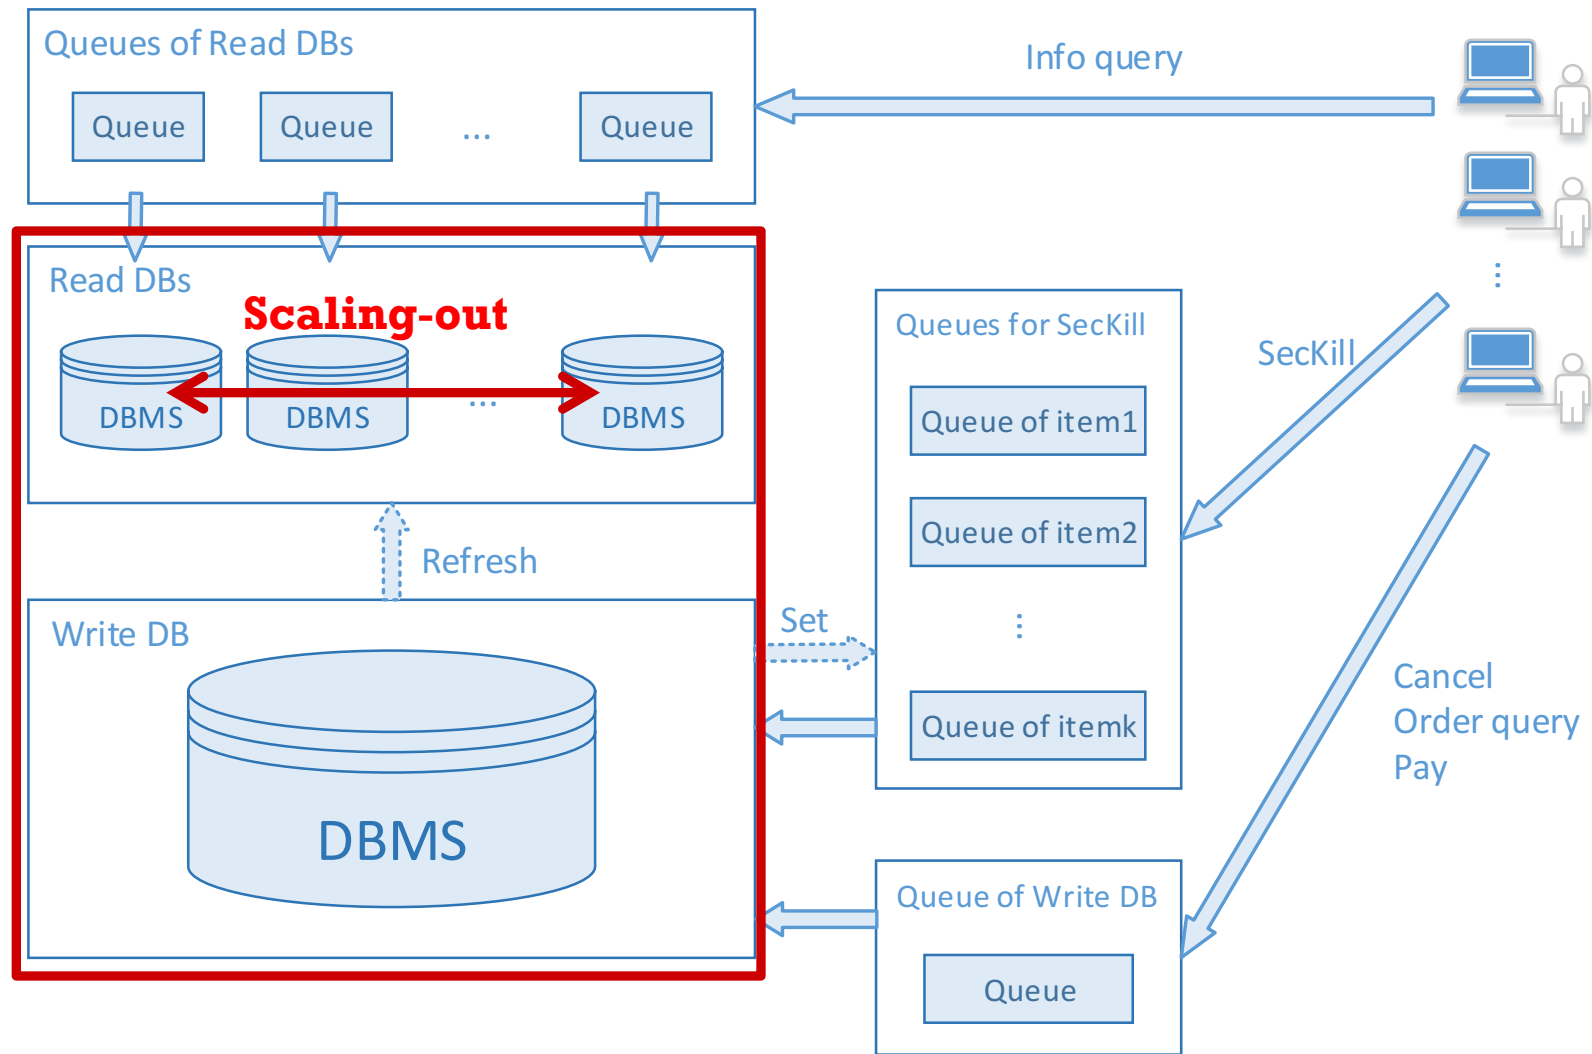 Queues of Read DBs
Info query
Queue
Queue
...
Queue
Read DBs
Scaling-out
DBMS
DBMS
...
DBMS
Queues for SecKill
SecKill
Queue of item1
Queue of item2
...
Queue of itemk
Refresh
Set
Write DB
DBMS
Cancel
Order query
Pay
Queue of Write DB
Queue
...